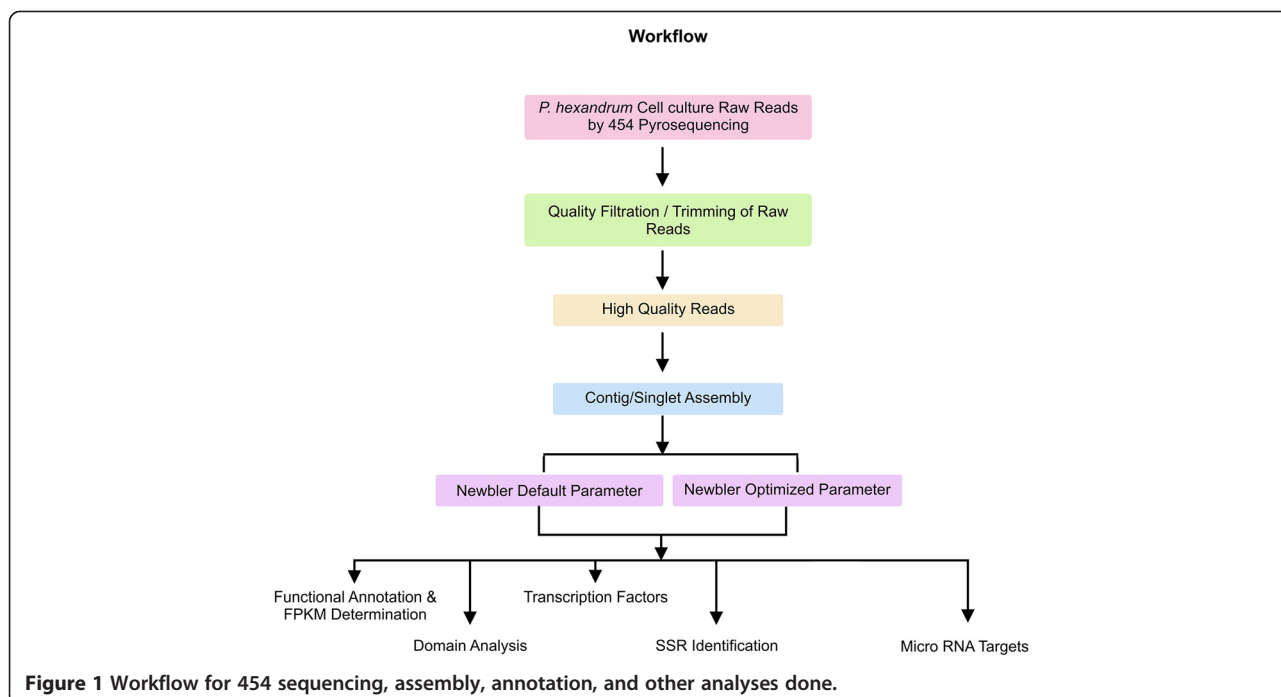 Workflow
P. hexandrum Cell culture Raw Reads
by 454 Pyrosequencing
Quality Filtration / Trimming of Raw
Reads
High Quality Reads
Contig/Singlet Assembly
Newbler Default Parameter
Newbler Optimized Parameter
Functional Annotation &
FPKM Determination
Transcription Factors
Domain Analysis
SSR Identification
Micro RNA Targets
Figure 1 Workflow for 454 sequencing, assembly, annotation, and other analyses done.